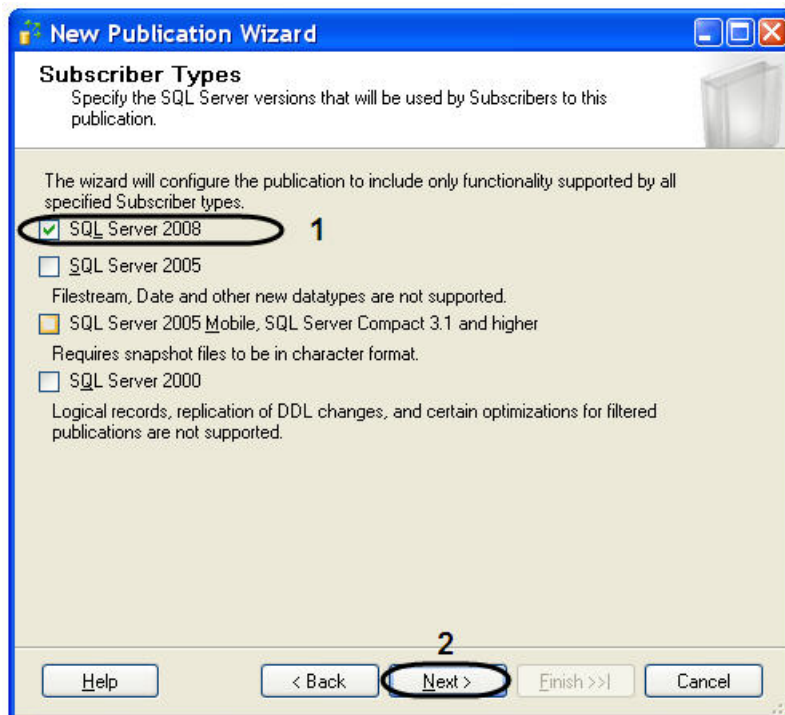 New Publication Wizard
Subscriber Types
Specify the SQL Server versions that will be used by Subscribers to this
publication.
The wizard will configure the publication to include only functionality supported by all
specified Subscriber types.
SQL Server 2008
1
SQL Server 2005
Filestream, Date and other new datatypes are not supported.
SQL Server 2005 Mobile, SQL Server Compact 3.1 and higher
Requires snapshot files to be in character format.
SQL Server 2000
Logical records, replication of DDL changes, and certain optimizations for filtered
publications are not supported.
2
Help < Back Next > Finish >>| Cancel